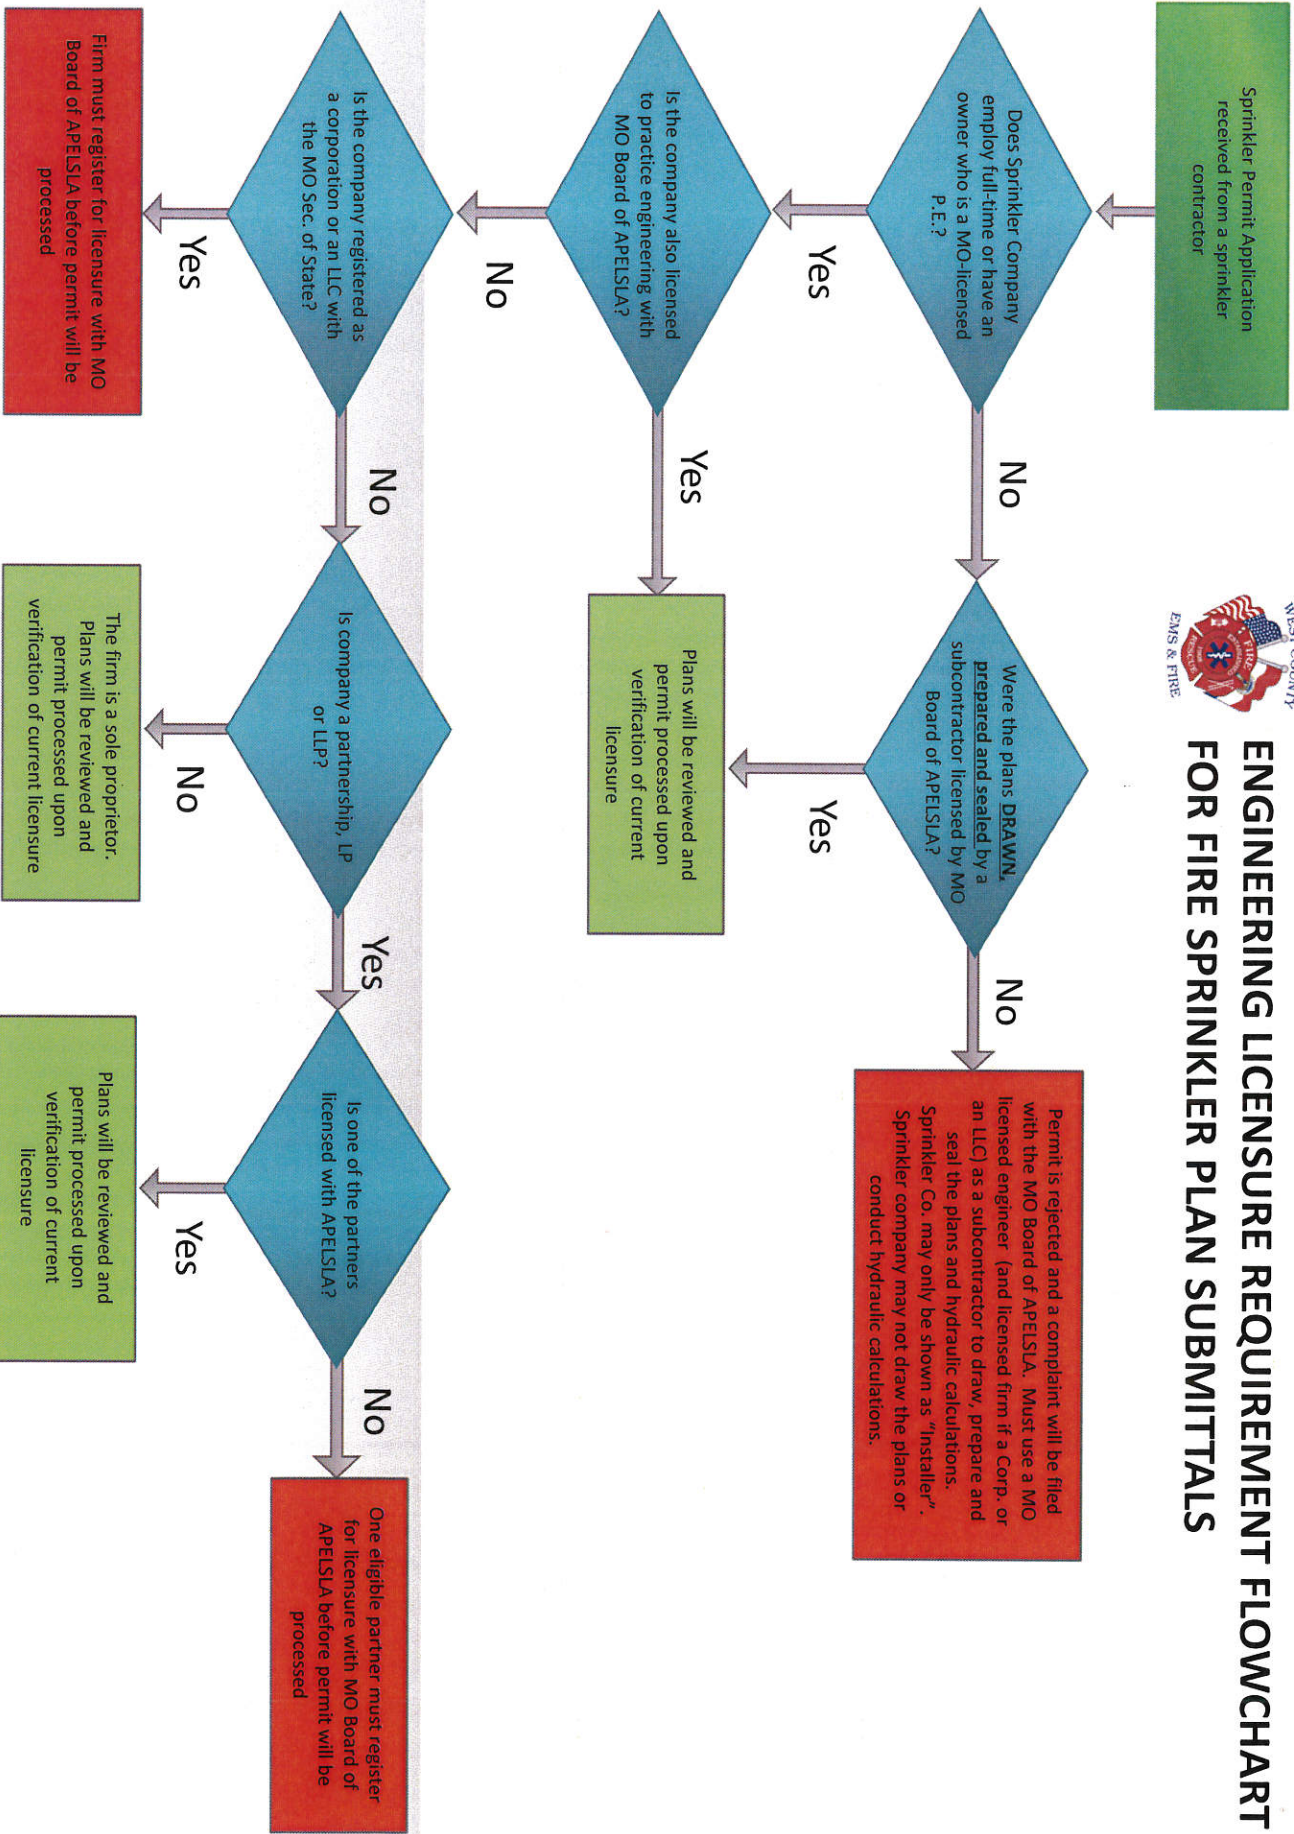 WEST COUNTY
EMS & FIRE
FIRE
ENGINEERING LICENSURE REQUIREMENT FLOWCHART
FOR FIRE SPRINKLER PLAN SUBMITTALS
Sprinkler Permit Application
received from a sprinkler
contractor
Does Sprinkler Company
employ full-time or have an
owner who is a MO-licensed
P.E.?
No
Were the plans DRAWN,
prepared and sealed by a
subcontractor licensed by MO
Board of APELSLA?
No
Permit is rejected and a complaint will be filed
with the MO Board of APELSLA. Must use a MO
licensed engineer (and licensed firm if a Corp. or
an LLC) as a subcontractor to draw, prepare and
seal the plans and hydraulic calculations.
Sprinkler Co. may only be shown as "Installer".
Sprinkler company may not draw the plans or
conduct hydraulic calculations.
Yes
Yes
Is the company also licensed
to practice engineering with
MO Board of APELSLA?
Yes
Plans will be reviewed and
permit processed upon
verification of current
licensure
No
Is the company registered as
a corporation or an LLC with
the MO Sec. of State?
No
Is company a partnership, LP
or LLP?
Yes
Is one of the partners
licensed with APELSLA?
No
One eligible partner must register
for licensure with MO Board of
APELSLA before permit will be
processed
Yes
No
Yes
Firm must register for licensure with MO
Board of APELSLA before permit will be
processed
The firm is a sole proprietor.
Plans will be reviewed and
permit processed upon
verification of current licensure
Plans will be reviewed and
permit processed upon
verification of current
licensure